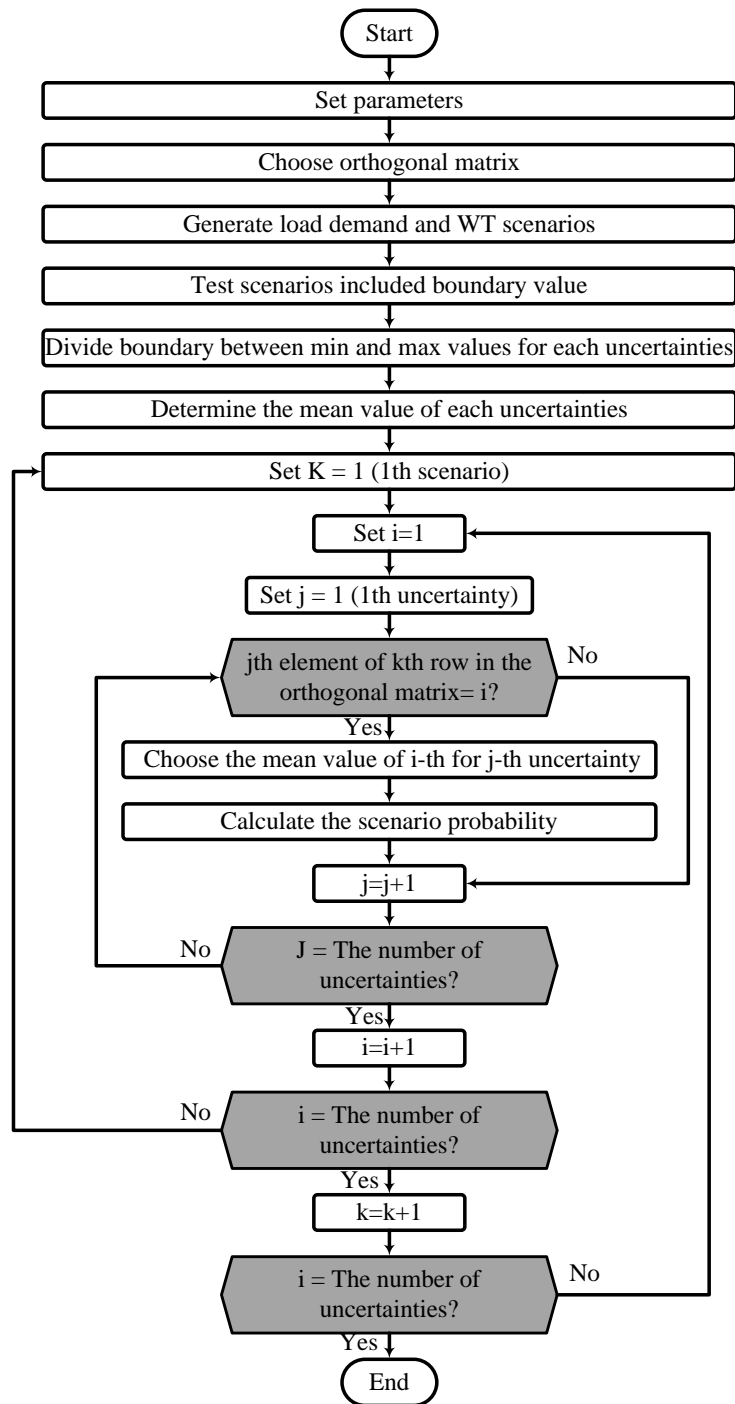 Start
Set parameters
Choose orthogonal matrix
Generate load demand and WT scenarios
Test scenarios included boundary value
Divide boundary between min and max values for each uncertainties
Determine the mean value of each uncertainties
Set K = 1 (1th scenario)
Set i=1
Set j = 1 (1th uncertainty)
jth element of kth row in the
orthogonal matrix= i?
No
Yes
Choose the mean value of i-th for j-th uncertainty
Calculate the scenario probability
j=j+1
No
J = The number of
uncertainties?
Yes
i=i+1
No
i = The number of
uncertainties?
Yes
k=k+1
i = The number of
uncertainties?
No
Yes
End